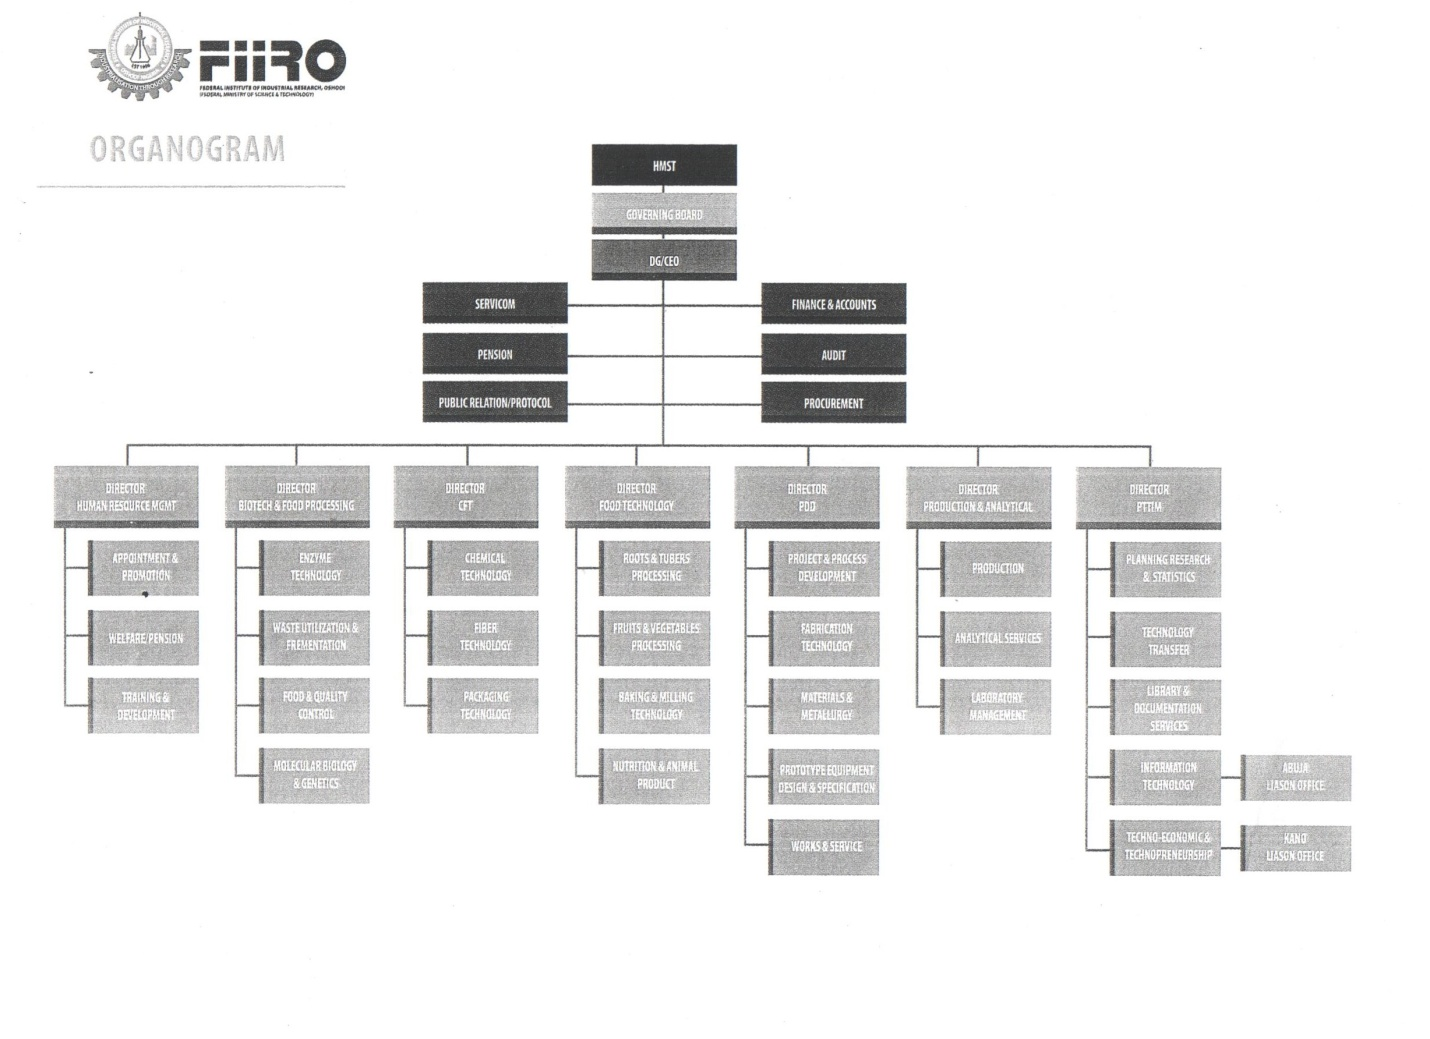 FIIRO
FEDERAL INSTITUTE OF INDUSTRIAL RESEARCH, OSHODI
(FEDERAL MINISTRY OF SCIENCE & TECHNOLOGY)
INDUSTRIALIZATION THROUGH RESEARCH
EST 1956
ORGANOGRAM
HMST
GOVERNING BOARD
DG/CEO
SERVICOM
FINANCE & ACCOUNTS
PENSION
AUDIT
PUBLIC RELATION/PROTOCOL
PROCUREMENT
DIRECTOR
HUMAN RESOURCE MGMT
APPOINTMENT &
PROMOTION
WELFARE/PENSION
TRAINING &
DEVELOPMENT
DIRECTOR
BIOTECH & FOOD PROCESSING
ENZYME
TECHNOLOGY
WASTE UTILIZATION &
FREMENTATION
FOOD & QUALITY
CONTROL
MOLECULAR BIOLOGY
& GENETICS
DIRECTOR
CFT
CHEMICAL
TECHNOLOGY
FIBER
TECHNOLOGY
PACKAGING
TECHNOLOGY
DIRECTOR
FOOD TECHNOLOGY
ROOTS & TUBERS
PROCESSING
FRUITS & VEGETABLES
PROCESSING
BAKING & MILLING
TECHNOLOGY
NUTRITION & ANIMAL
PRODUCT
DIRECTOR
PDD
PROJECT & PROCESS
DEVELOPMENT
FABRICATION
TECHNOLOGY
MATERIALS &
METALLURGY
PROTOTYPE EQUIPMENT
DESIGN & SPECIFICATION
WORKS & SERVICE
DIRECTOR
PRODUCTION & ANALYTICAL
PRODUCTION
ANALYTICAL SERVICES
LABORATORY
MANAGEMENT
DIRECTOR
PTTIM
PLANNING RESEARCH
& STATISTICS
TECHNOLOGY
TRANSFER
LIBRARY &
DOCUMENTATION
SERVICES
INFORMATION
TECHNOLOGY
ABUJA
LIASON OFFICE
TECHNO-ECONOMIC &
TECHNOPRENEURSHIP
KANO
LIASON OFFICE